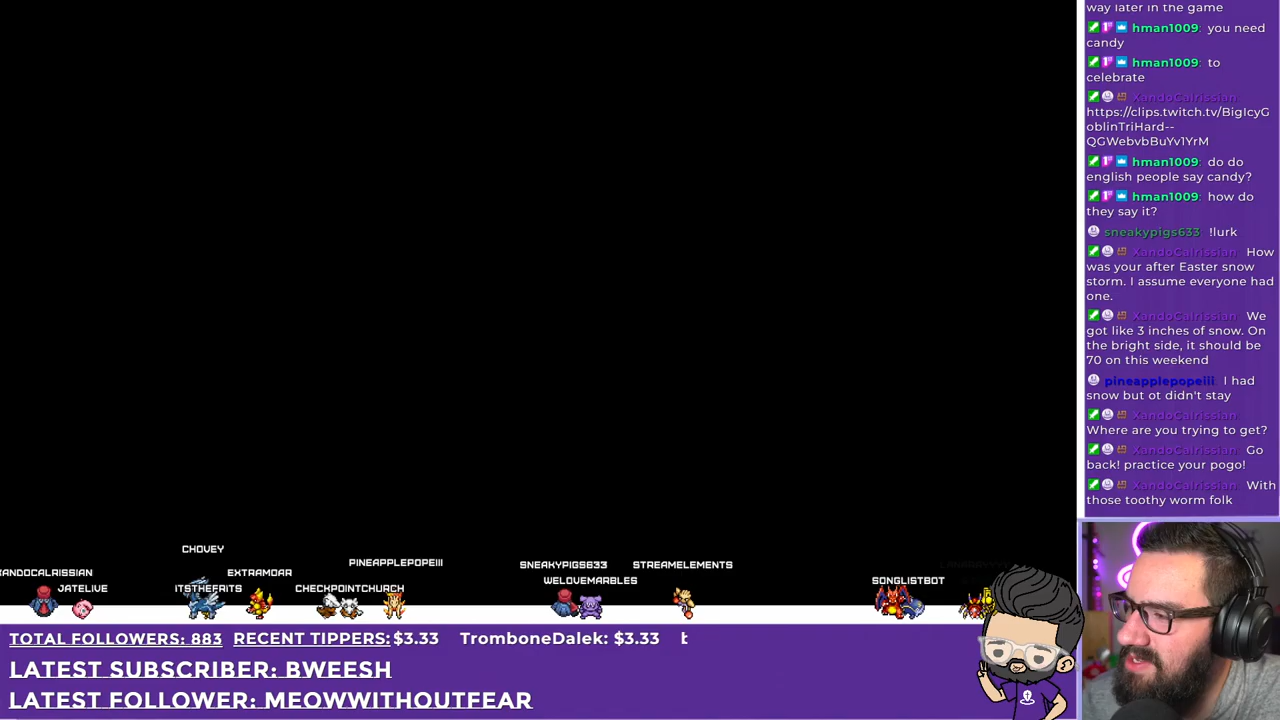 way later in the game
hman1009: you need
candy
hman1009: to
celebrate
XandoCalrissian:
https://clips.twitch.tv/BigIcyG
oblinTriHard--
QGWebvbBuYv1YrM
hman1009: do do
english people say candy?
hman1009: how do
they say it?
sneakypigs633: !lurk
XandoCalrissian: How
was your after Easter snow
storm. I assume everyone had
one.
XandoCalrissian: We
got like 3 inches of snow. On
the bright side, it should be
70 on this weekend
pineapplepopeiii: I had
snow but ot didn't stay
XandoCalrissian:
Where are you trying to get?
XandoCalrissian: Go
back! practice your pogo!
XandoCalrissian: With
those toothy worm folk
CHOVEY
PINEAPPLEPOPEIII
SNEAKYPIGS633
STREAMELEMENTS
XANDOCALRISSIAN
EXTRAMOAR
WELOVEMARBLES
SONGLISTBOT
JATELIVE
ITSTHEFRITS
CHECKPOINTCHURCH
TOTAL FOLLOWERS: 883
RECENT TIPPERS: $3.33 TromboneDalek: $3.33
LATEST SUBSCRIBER: BWEESH
LATEST FOLLOWER: MEOWWITHOUTFEAR